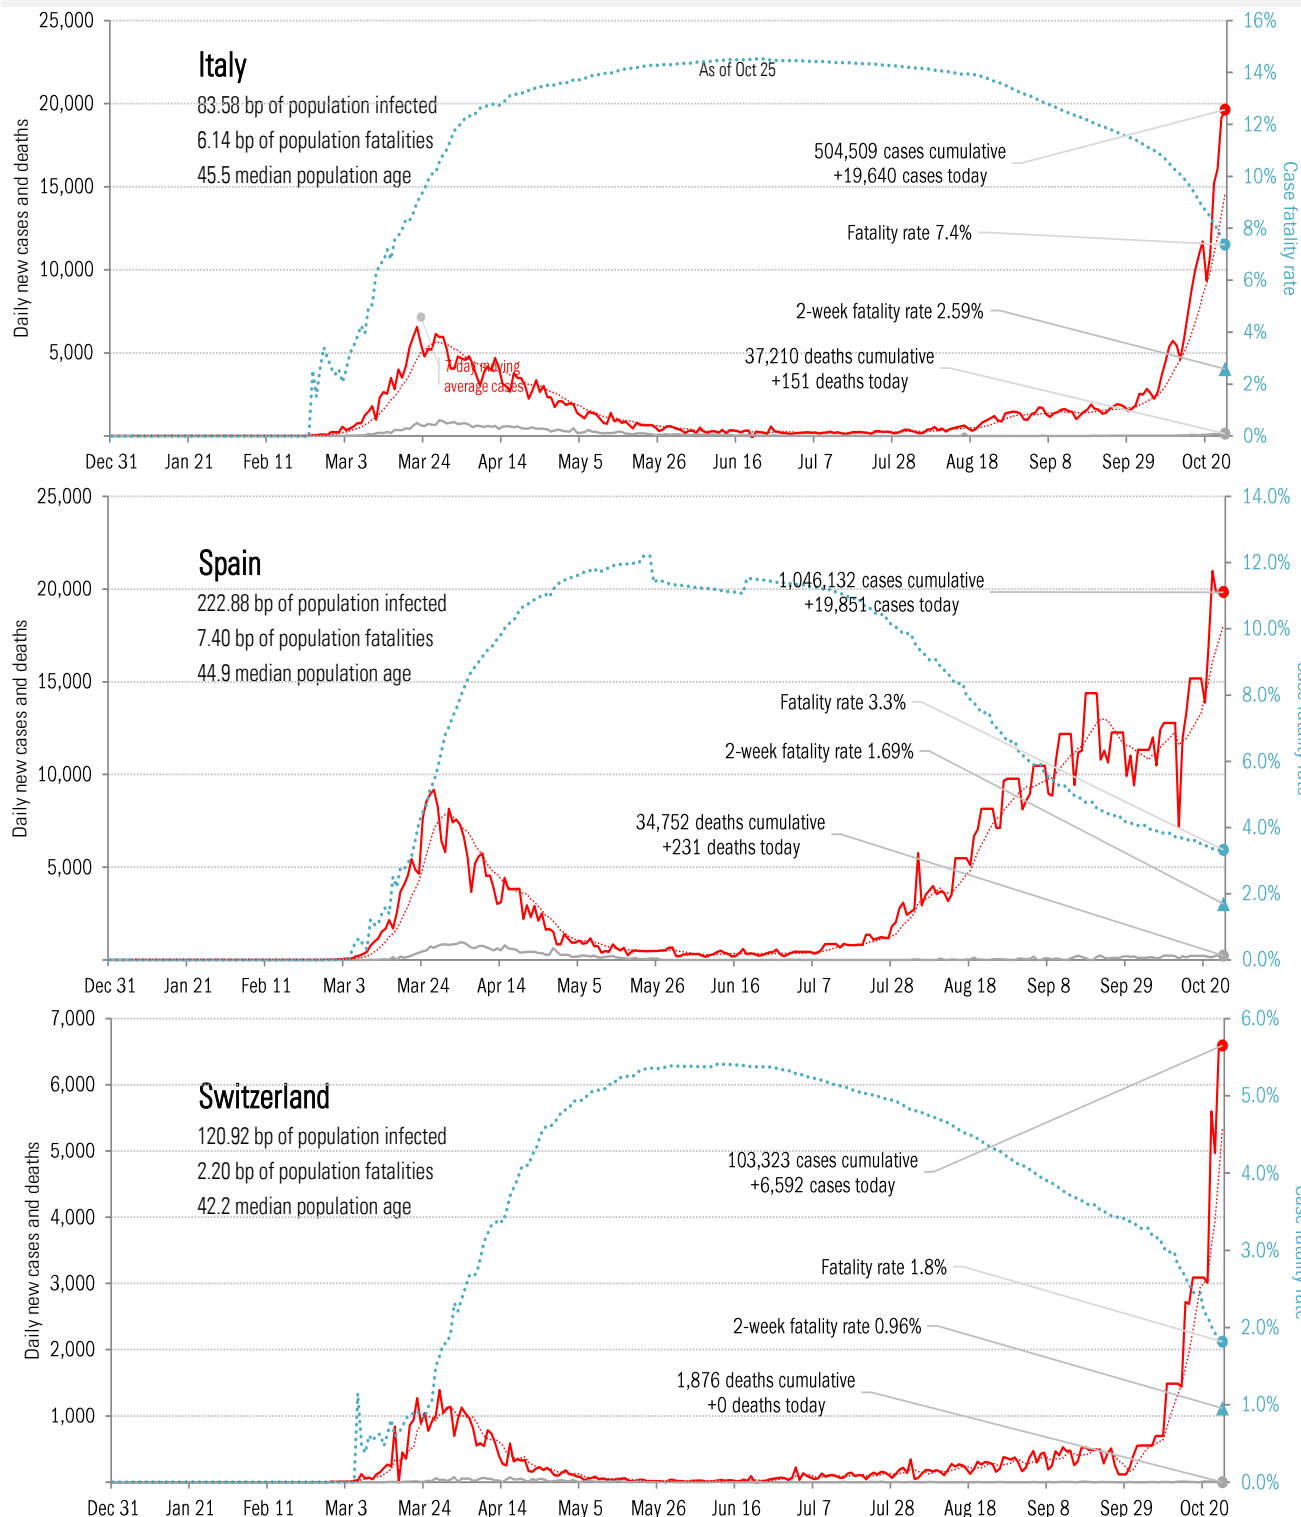 25,000
16%
Italy
As of Oct 25
14%
83.58 bp of population infected
20,000
12%
6.14 bp of population fatalities
504,509 cases cumulative
+19,640 cases today
45.5 median population age
15,000
10%
Fatality rate 7.4%
8%
10,000
6%
2-week fatality rate 2.59%
5,000
4%
7-day moving
average cases
37,210 deaths cumulative
+151 deaths today
2%
0%
Daily new cases and deaths
Case fatality rate
Dec 31 Jan 21 Feb 11 Mar 3 Mar 24 Apr 14 May 5 May 26 Jun 16 Jul 7 Jul 28 Aug 18 Sep 8 Sep 29 Oct 20
25,000
14.0%
Spain
12.0%
1,046,132 cases cumulative
+19,851 cases today
20,000
222.88 bp of population infected
7.40 bp of population fatalities
10.0%
44.9 median population age
15,000
8.0%
Fatality rate 3.3%
2-week fatality rate 1.69%
10,000
6.0%
34,752 deaths cumulative
+231 deaths today
4.0%
5,000
2.0%
0.0%
Daily new cases and deaths
Case fatality rate
Dec 31 Jan 21 Feb 11 Mar 3 Mar 24 Apr 14 May 5 May 26 Jun 16 Jul 7 Jul 28 Aug 18 Sep 8 Sep 29 Oct 20
7,000
6.0%
6,000
5.0%
Switzerland
120.92 bp of population infected
5,000
103,323 cases cumulative
+6,592 cases today
2.20 bp of population fatalities
4.0%
42.2 median population age
4,000
3.0%
Fatality rate 1.8%
3,000
2-week fatality rate 0.96%
2.0%
2,000
1,876 deaths cumulative
+0 deaths today
1.0%
1,000
0.0%
Daily new cases and deaths
Case fatality rate
Dec 31 Jan 21 Feb 11 Mar 3 Mar 24 Apr 14 May 5 May 26 Jun 16 Jul 7 Jul 28 Aug 18 Sep 8 Sep 29 Oct 20